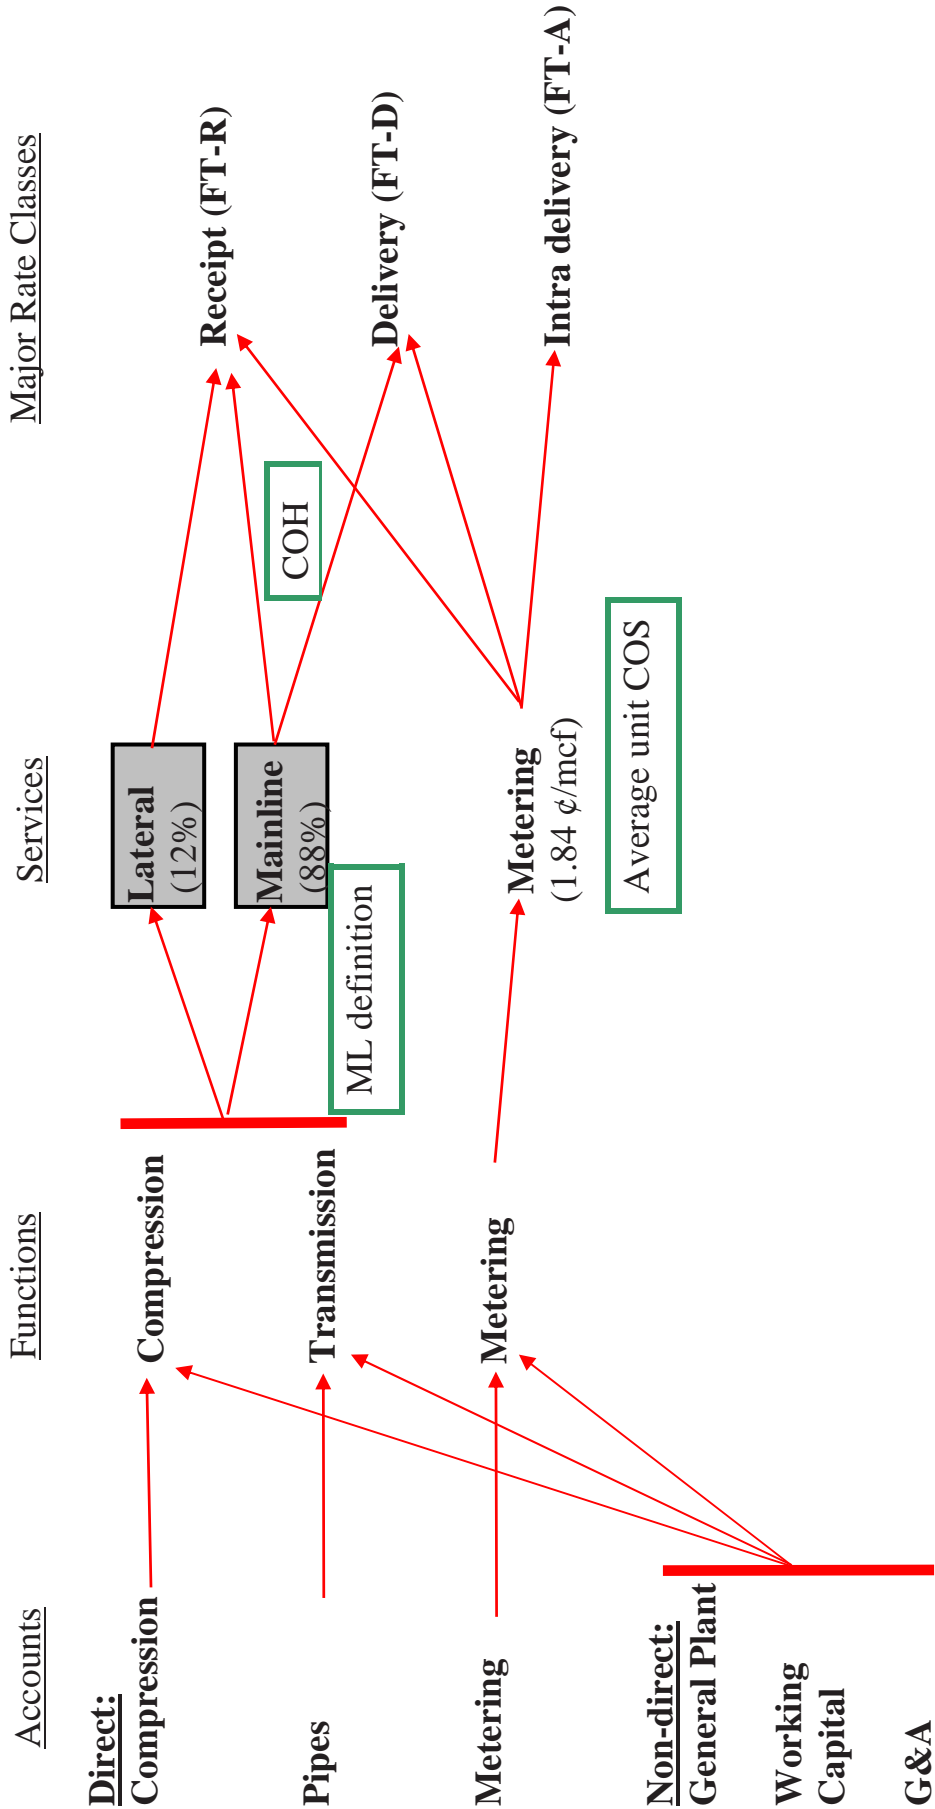 Accounts
Functions
Services
Major Rate Classes
Direct:
Compression
Pipes
Metering
Non-direct:
General Plant
Working
Capital
G&A
Compression
Transmission
Metering
Lateral
(12%)
Mainline
(88%)
ML definition
Metering
(1.84 ¢/mcf)
Average unit COS
COH
Receipt (FT-R)
Delivery (FT-D)
Intra delivery (FT-A)